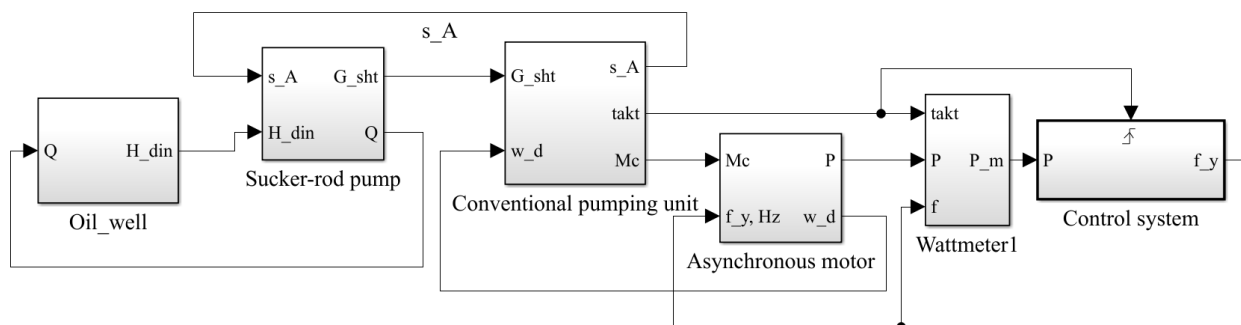 s_A
s_A
G_sht
H_din
Q
Sucker-rod pump
Q
H_din
Oil_well
G_sht
s_A
takt
w_d
Mc
Conventional pumping unit
Mc
P
f_y, Hz
w_d
Asynchronous motor
takt
P
P_m
f
Wattmeter1
P
f_y
Control system